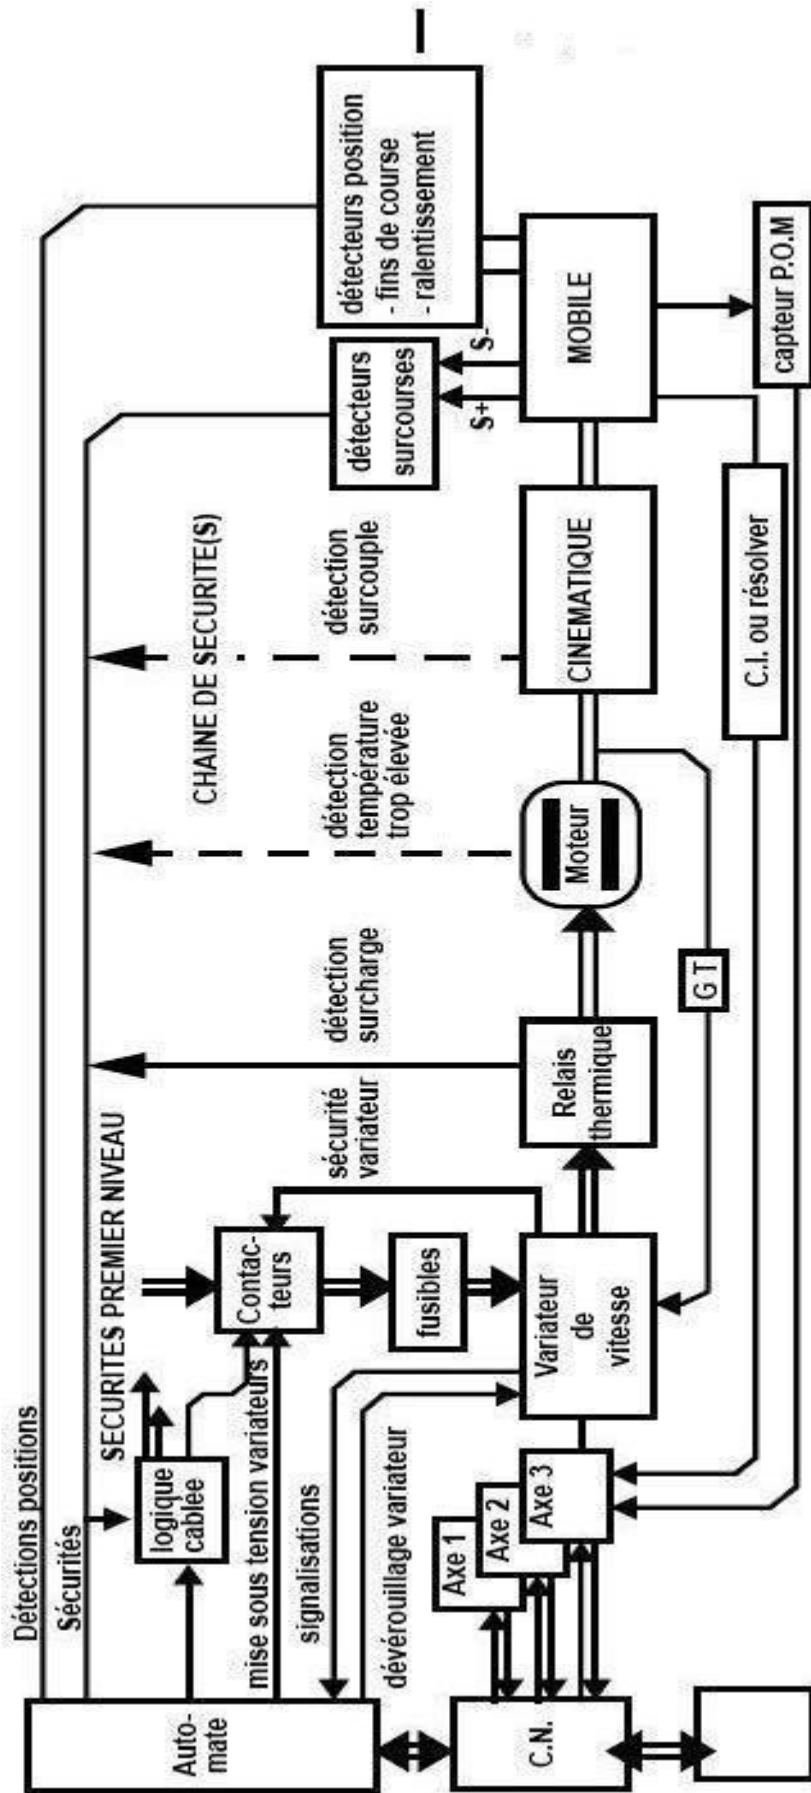 Détections positions
Sécurités
SECURITES PREMIER NIVEAU
CHAINE DE SECURITE(S)
Auto-
mate
logique
cablée
mise sous tension variateurs
signalisations
dévérouillage variateur
Contac-
teurs
fusibles
sécurité
variateur
détection
surcharge
détection
température
trop élevée
détection
surcouple
détecteurs
surcourses
détecteurs position
- fins de course
- ralentissement
S+
S-
C.N.
Axe 1
Axe 2
Axe 3
Variateur
de
vitesse
Relais
thermique
Moteur
CINEMATIQUE
MOBILE
G T
C.I. ou résolver
capteur P.O.M